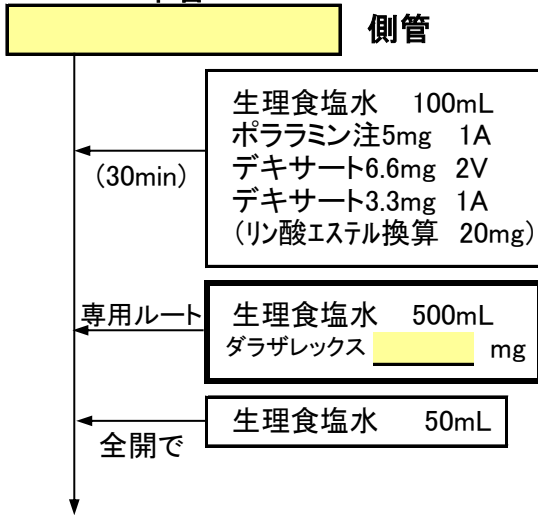 側管
生理食塩水 100mL
ポララミン注5mg 1A
デキサート6.6mg 2V
デキサート3.3mg 1A
(リン酸エステル換算 20mg)
(30min)
専用ルート
生理食塩水 500mL
ダラザレックス mg
生理食塩水 50mL
全開で